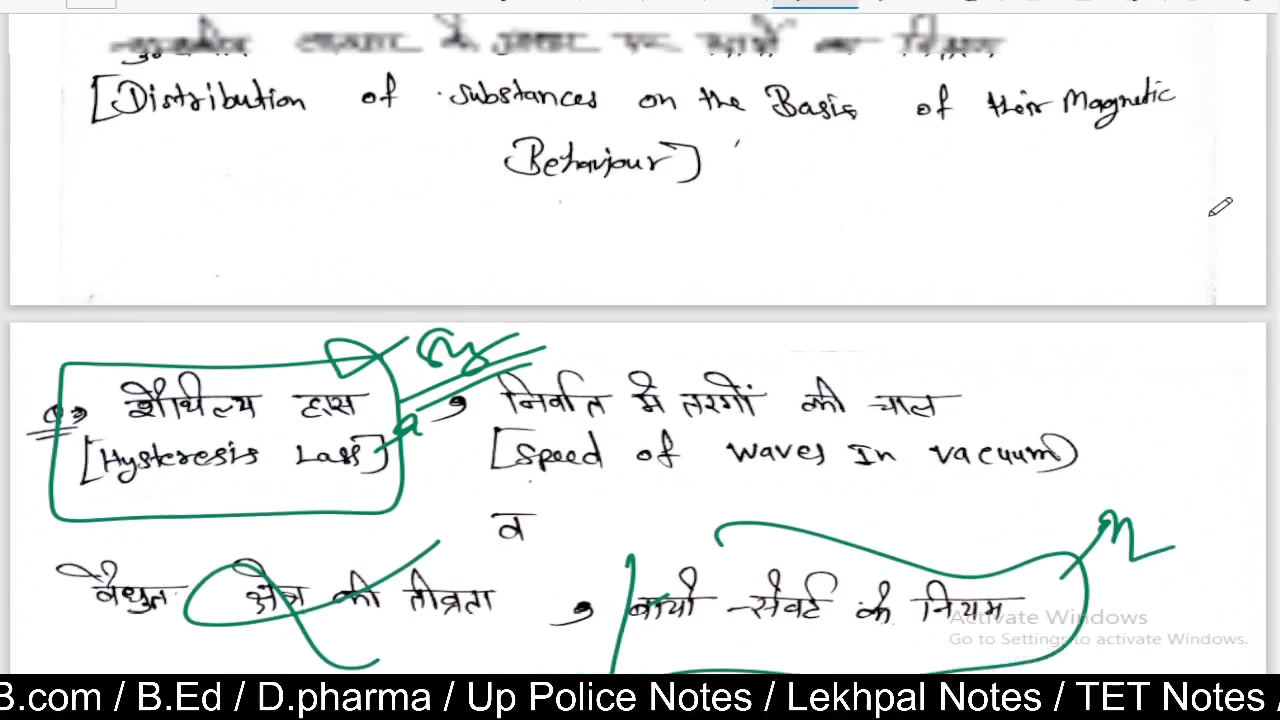 [Distribution of substances on the Basis of their Magnetic
Behaviour]
शैथिल्य हास , निर्वात मे तरंगों की चाल
[Hysteresis Lass] [Speed of waves In vacuum)
व
वैधुत क्षेत्र की तीव्रता , बायो -सेवर्ट के नियम
Activate Windows
Go to Settings to activate Windows.
B.com / B.Ed / D.pharma / Up Police Notes / Lekhpal Notes / TET Notes /